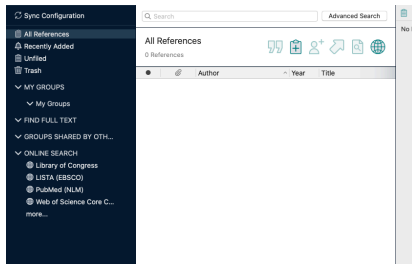 Sync Configuration
All References
Recently Added
Unfiled
Trash
MY GROUPS
My Groups
FIND FULL TEXT
GROUPS SHARED BY OTH...
ONLINE SEARCH
Library of Congress
LISTA (EBSCO)
PubMed (NLM)
Web of Science Core C...
more...
Search
Advanced Search
All References
0 References
Author
Year
Title
No